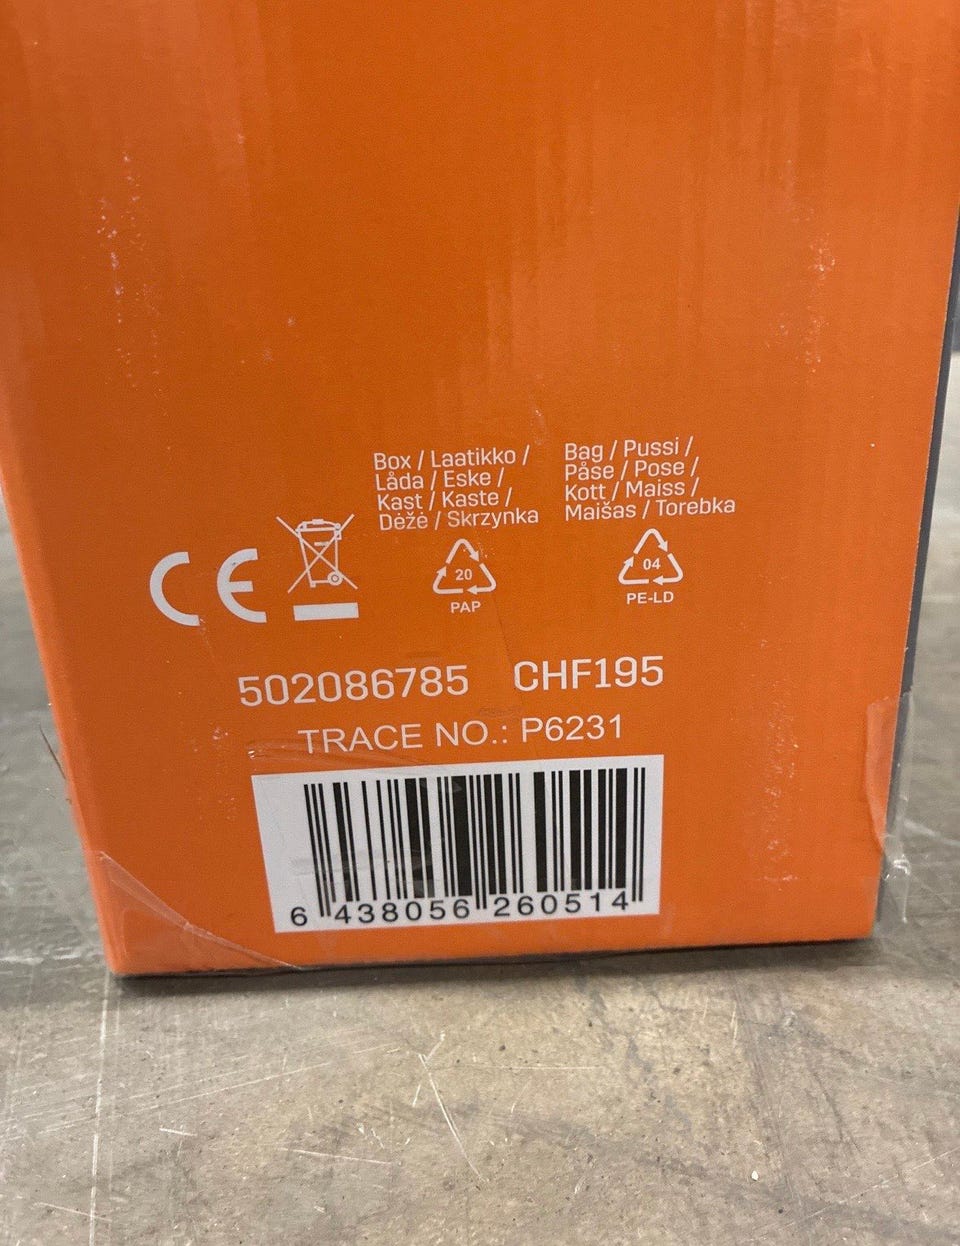 Box / Laatikko /
Låda / Eske /
Kast / Kaste /
Dėžė / Skrzynka
Bag / Pussi /
Påse / Pose /
Kott / Maiss /
Maišas / Torebka
CE
20
PAP
04
PE-LD
502086785 CHF195
TRACE NO.: P6231
6 438056 260514